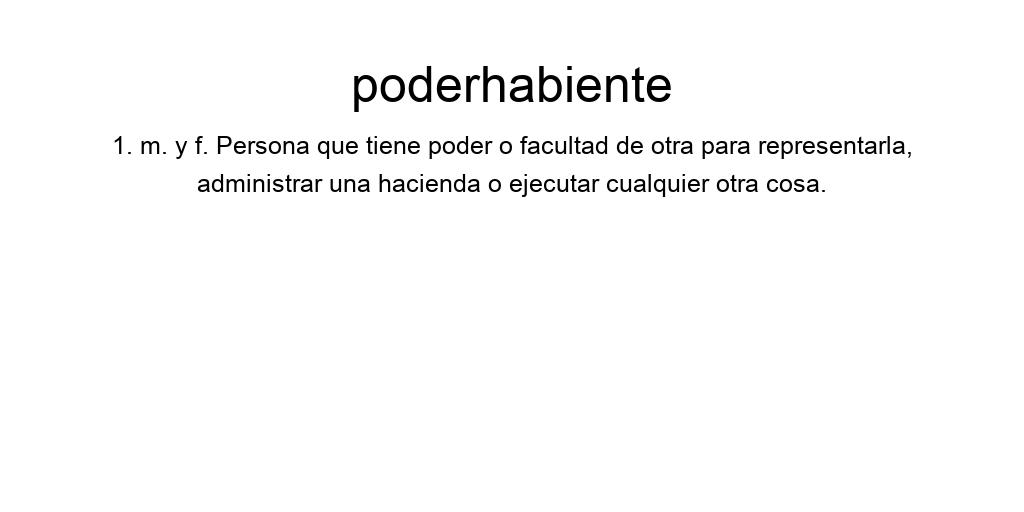 poderhabiente
1. m. y f. Persona que tiene poder o facultad de otra para representarla,
administrar una hacienda o ejecutar cualquier otra cosa.